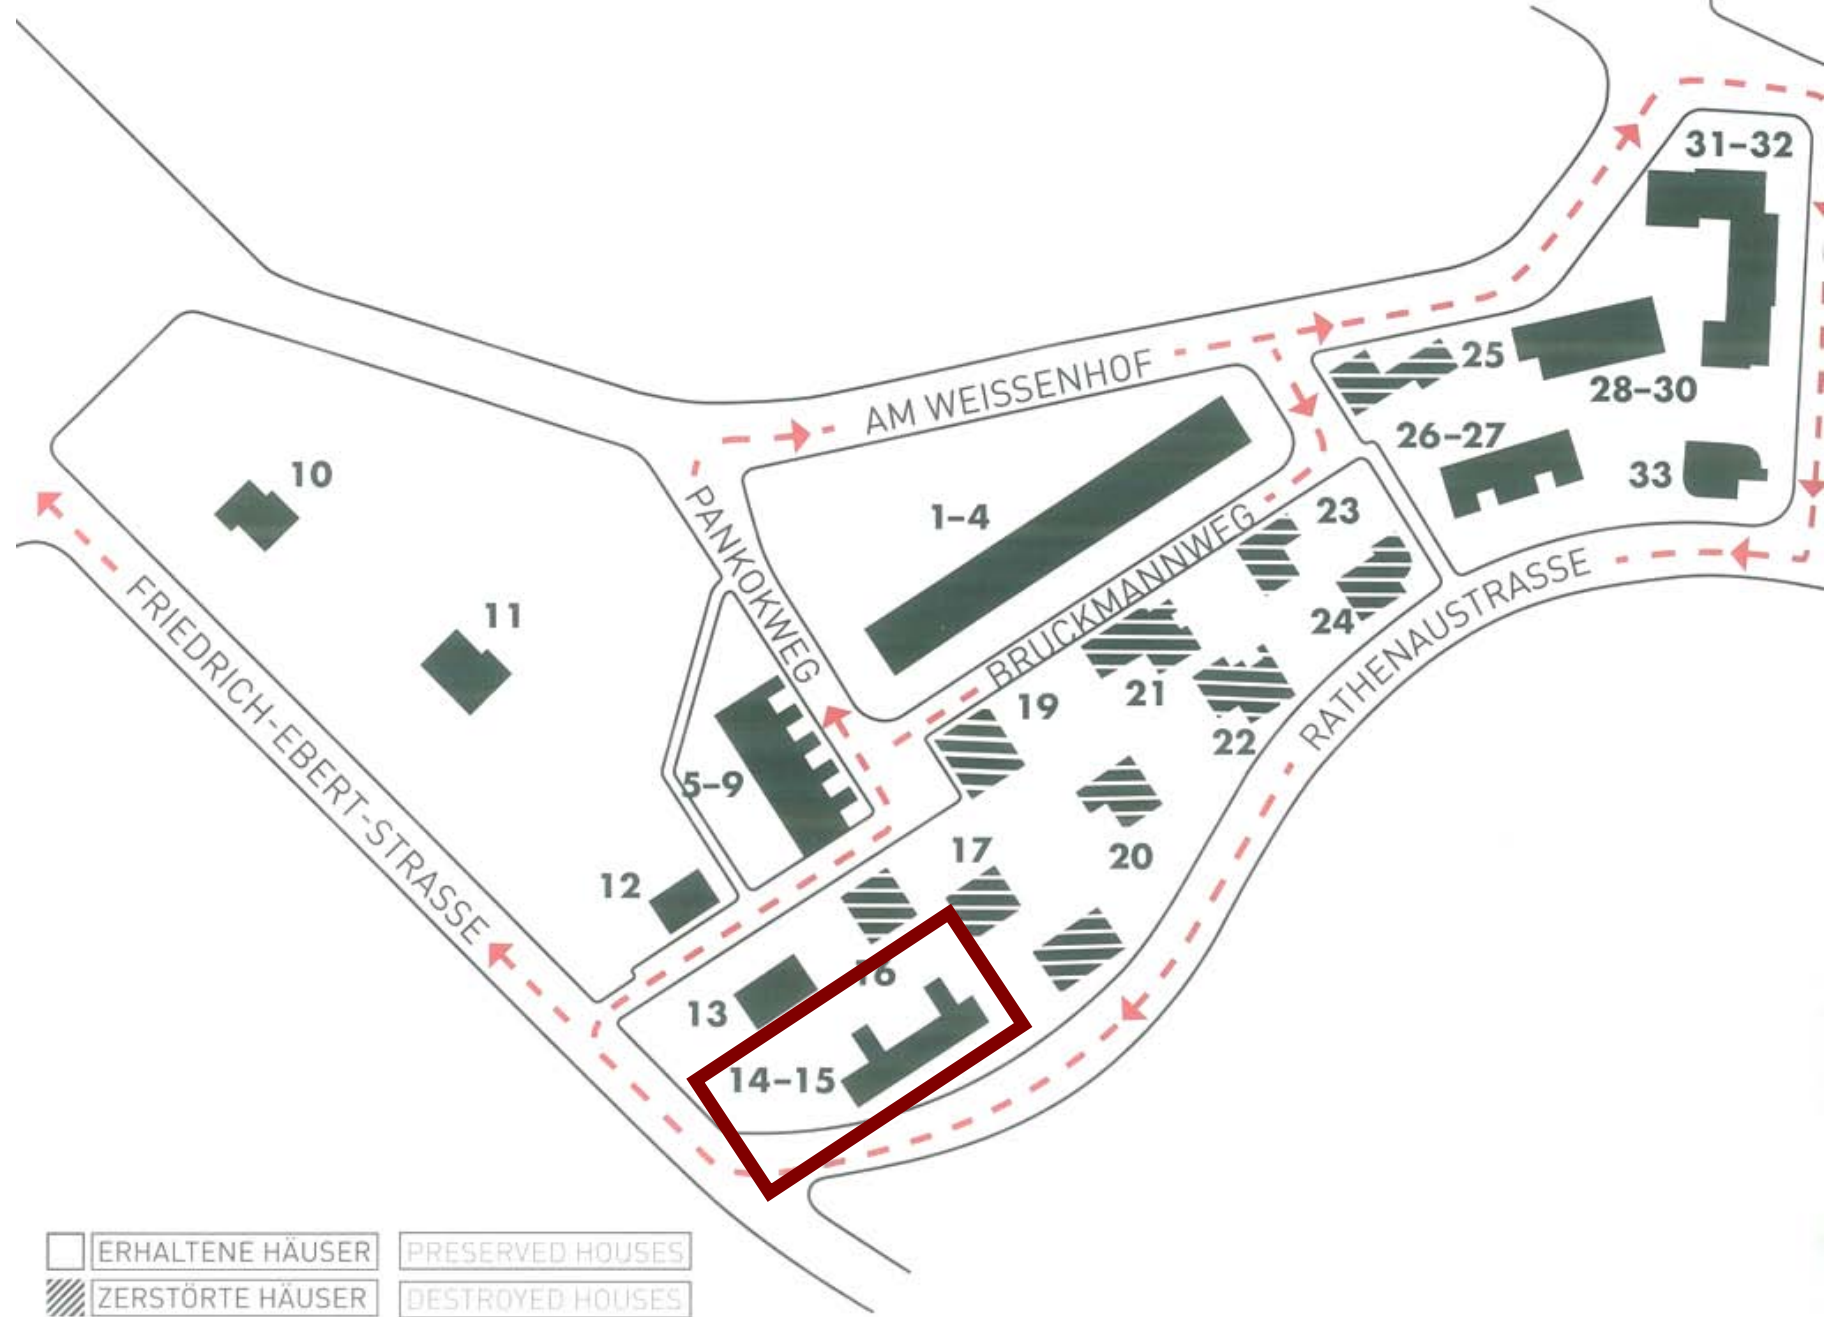 31–32
25
AM WEISSENHOF
28–30
26–27
10
33
PANKOKWEG
1–4
23
BRUCKMANNWEG
RATHENAUSTRASSE
FRIEDRICH-EBERT-STRASSE
11
24
21
19
22
5–9
17
20
12
16
13
14–15
ERHALTENE HÄUSER PRESERVED HOUSES
ZERSTÖRTE HÄUSER DESTROYED HOUSES